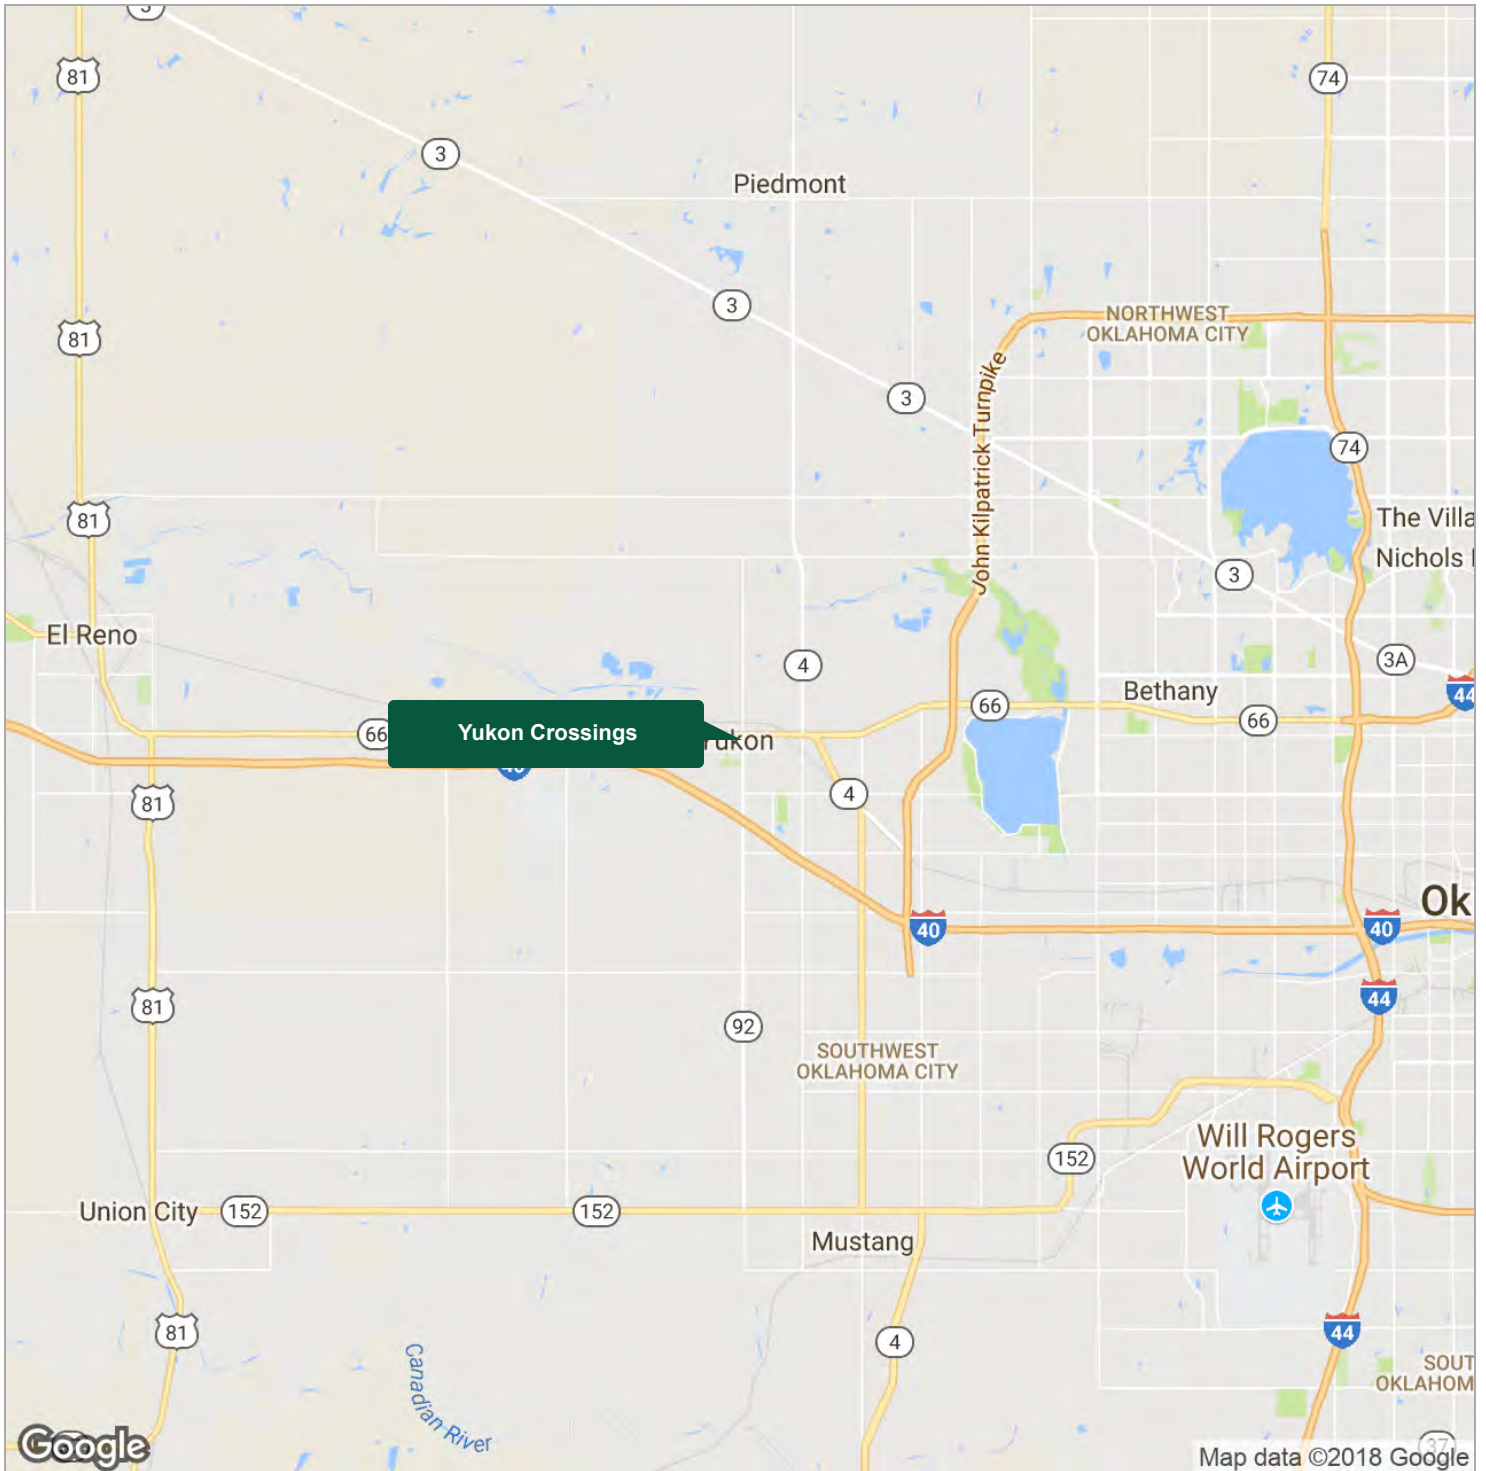 81
3
74
Piedmont
3
81
NORTHWEST
OKLAHOMA CITY
John Kilpatrick Turnpike
3
74
81
The Villa
Nichols
3
El Reno
4
3A
Bethany
44
66
66
66
Yukon Crossings
Yukon
40
4
81
Ok
40
40
44
81
92
SOUTHWEST
OKLAHOMA CITY
Will Rogers
World Airport
152
Union City
152
152
Mustang
81
4
44
Canadian River
SOUT
OKLAHOM
37
Google
Map data ©2018 Google